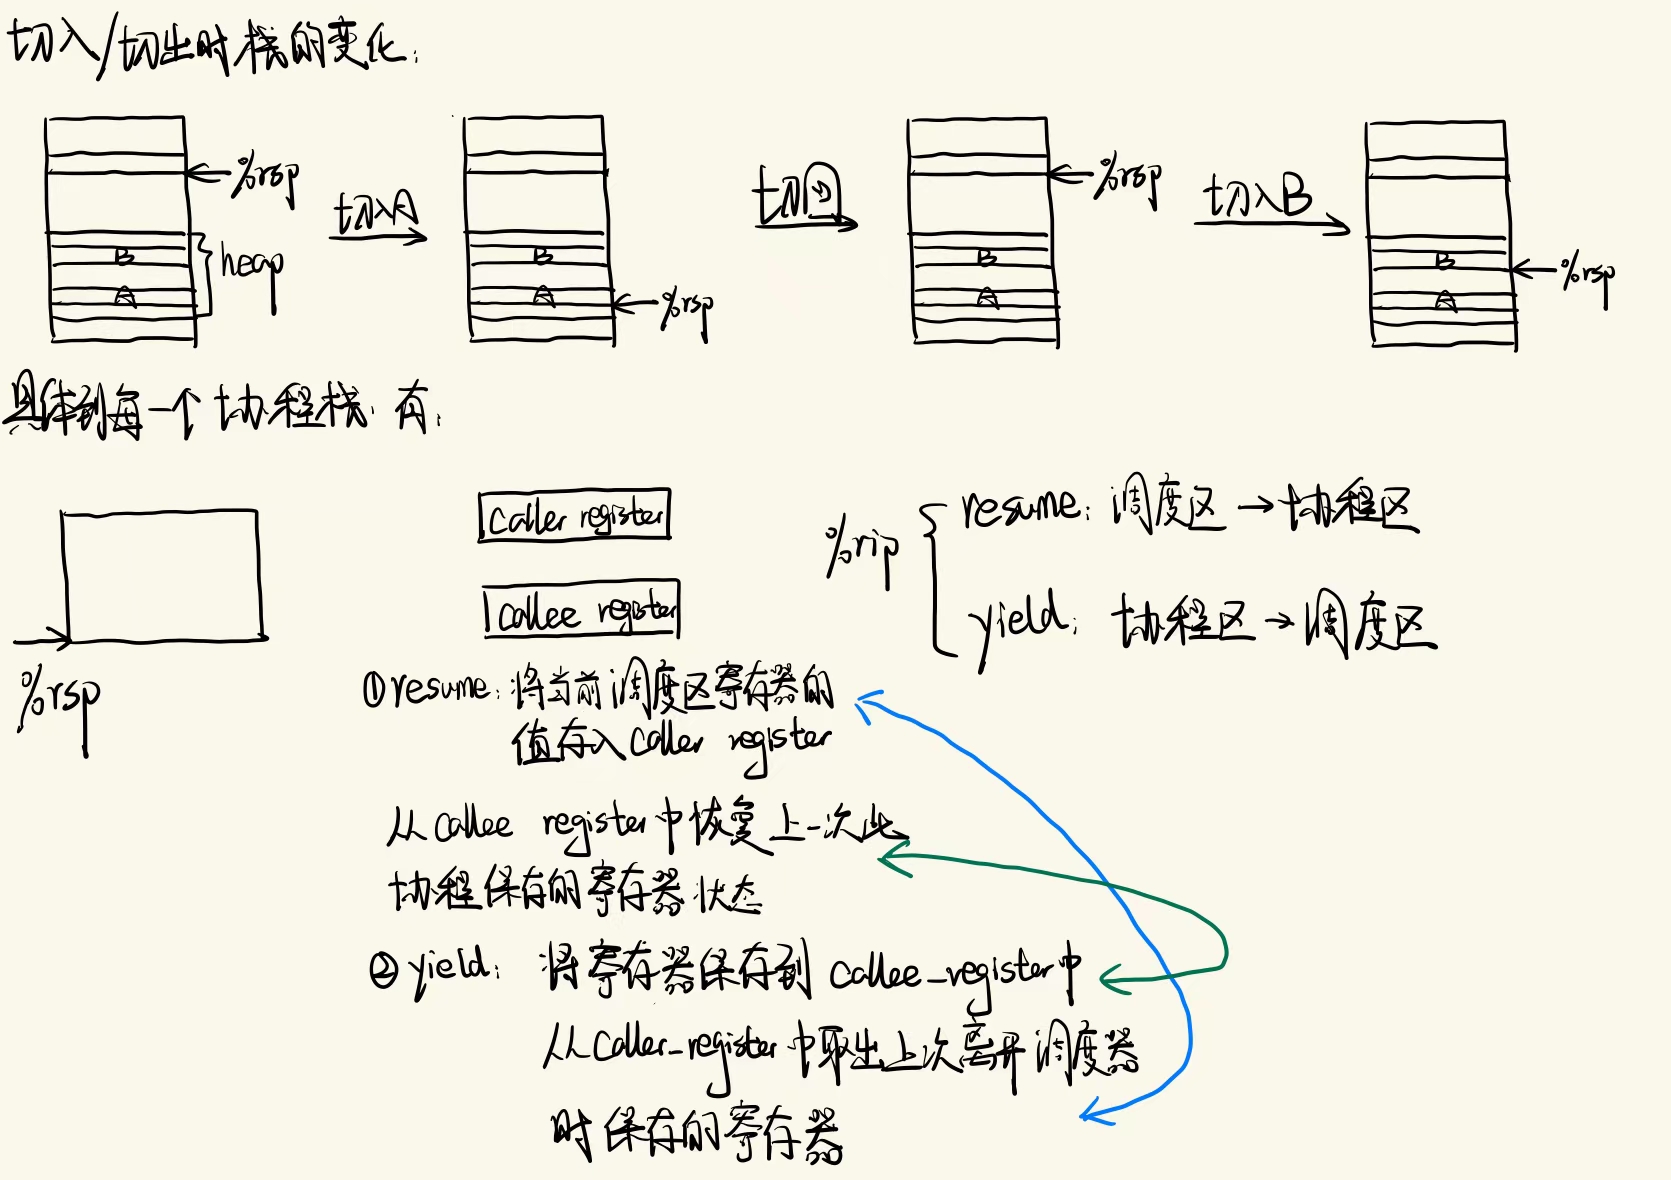 切入/切出时栈的变化:
%rsp
切入A
切回
%rsp
切入B
B
heap
A
B
A
%rsp
B
A
B
A
%rsp
具体到每一个协程栈,有:
caller register
callee register
%rsp
%rip
resume: 调度区→协程区
yield: 协程区→调度区
①resume: 将当前调度区寄存器的
值存入caller register
从callee register中恢复上一次此
协程保存的寄存器状态
②yield: 将寄存器保存到callee_register中
从caller_register中取出上次离开调度器
时保存的寄存器